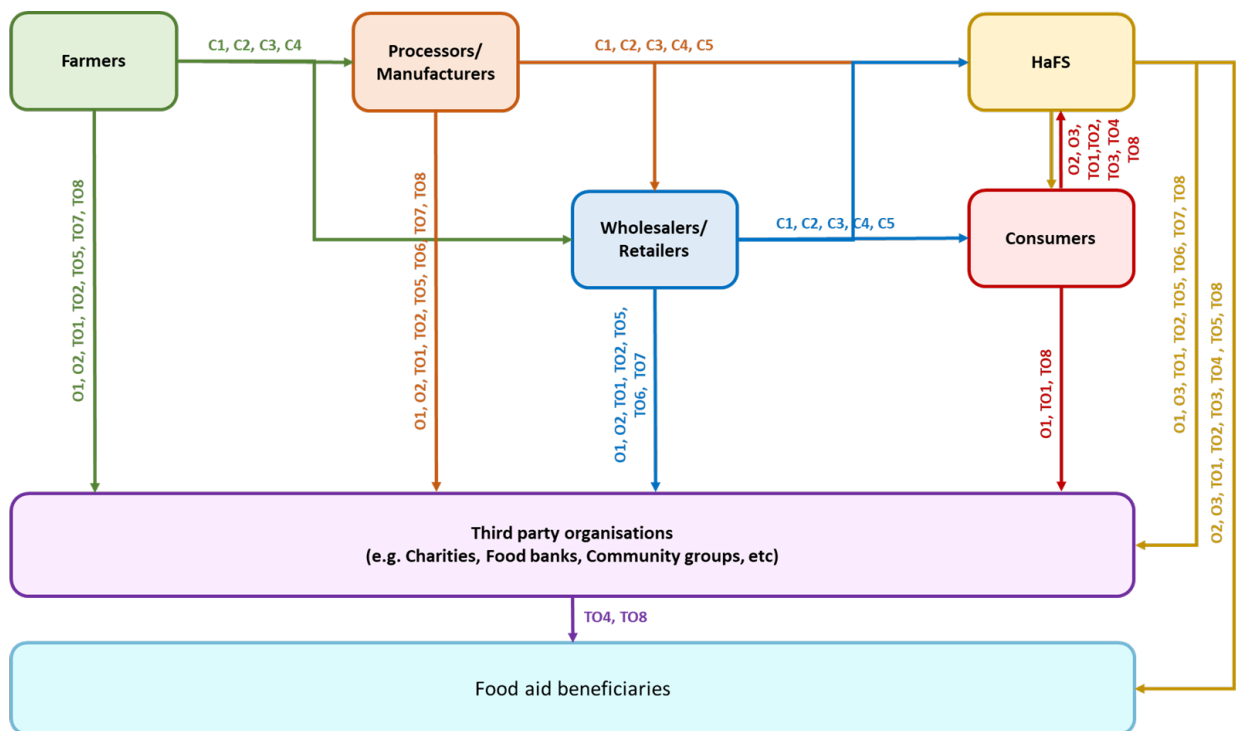 C1, C2, C3, C4
C1, C2, C3, C4, C5
Farmers
Processors/
Manufacturers
HaFS
O2, O3,
TO1,TO2,
TO3, TO4
TO8
Wholesalers/
Retailers
C1, C2, C3, C4, C5
Consumers
O1, O2, TO1, TO2, TO5, TO7, TO8
O1, O2, TO1, TO2, TO5, TO6, TO7, TO8
O1, O2, TO1, TO2, TO5,
TO6, TO7
O1, TO1, TO8
O1, O3, TO1, TO2, TO5, TO6, TO7, TO8
O2, O3, TO1, TO2, TO3, TO4 , TO5, TO8
Third party organisations
(e.g. Charities, Food banks, Community groups, etc)
TO4, TO8
Food aid beneficiaries